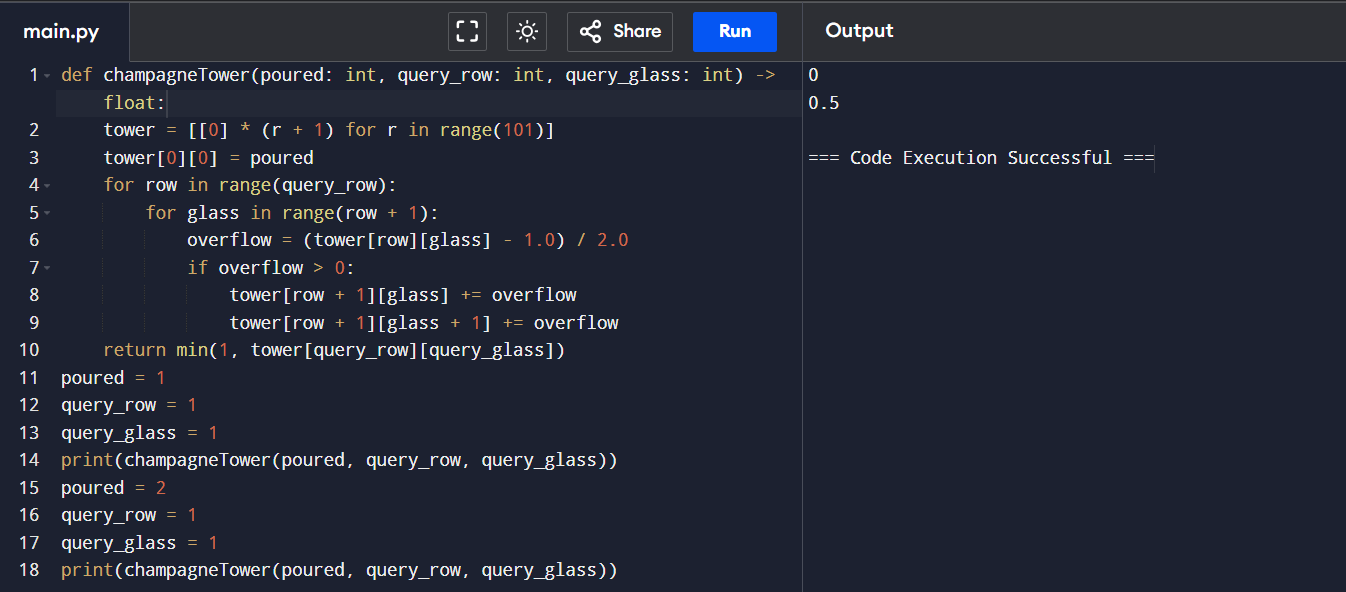 main.py
Share
Run
Output
1 def champagneTower(poured: int, query_row: int, query_glass: int) ->
float:
2 tower = [[0] * (r + 1) for r in range(101)]
3 tower[0][0] = poured
4 for row in range(query_row):
5 for glass in range(row + 1):
6 overflow = (tower[row][glass] - 1.0) / 2.0
7 if overflow > 0:
8 tower[row + 1][glass] += overflow
9 tower[row + 1][glass + 1] += overflow
10 return min(1, tower[query_row][query_glass])
11 poured = 1
12 query_row = 1
13 query_glass = 1
14 print(champagneTower(poured, query_row, query_glass))
15 poured = 2
16 query_row = 1
17 query_glass = 1
18 print(champagneTower(poured, query_row, query_glass))
0
0.5
=== Code Execution Successful ===